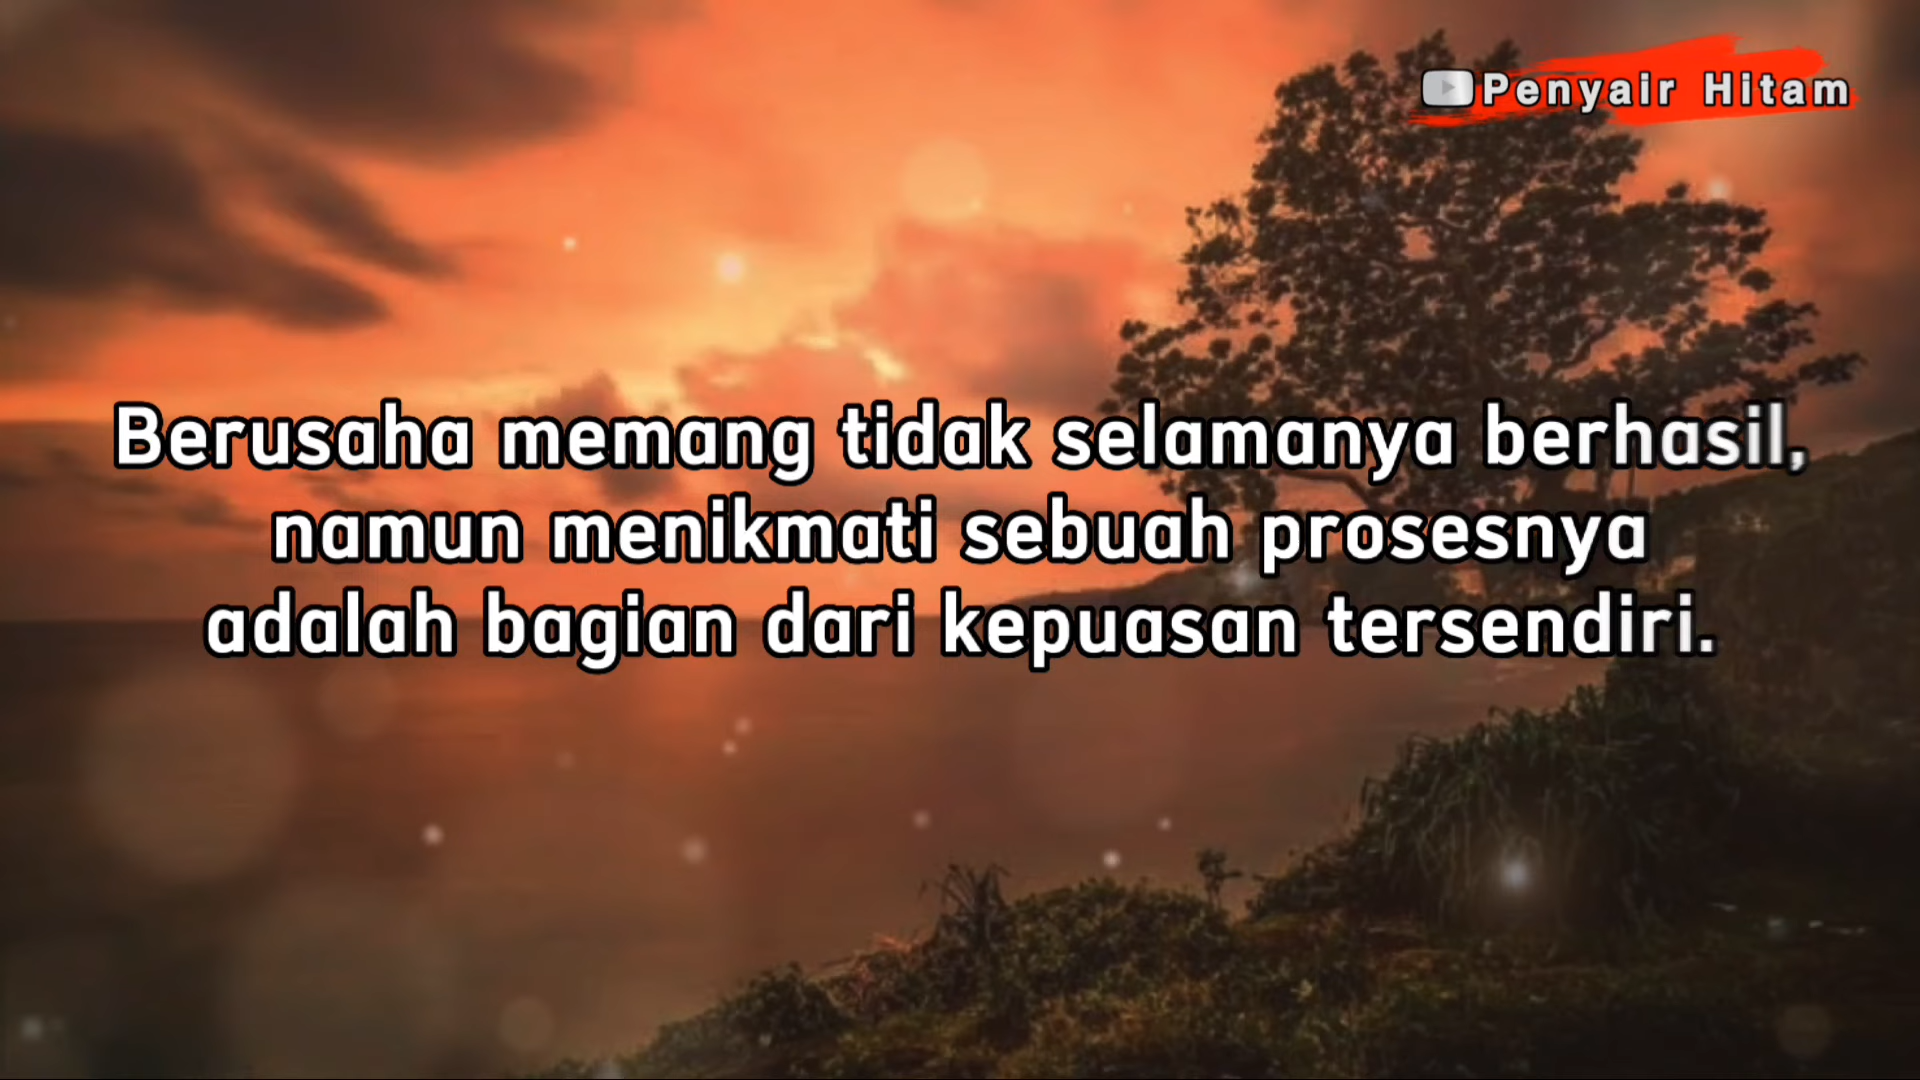 Penyair Hitam
Berusaha memang tidak selamanya berhasil,
namun menikmati sebuah prosesnya
adalah bagian dari kepuasan tersendiri.